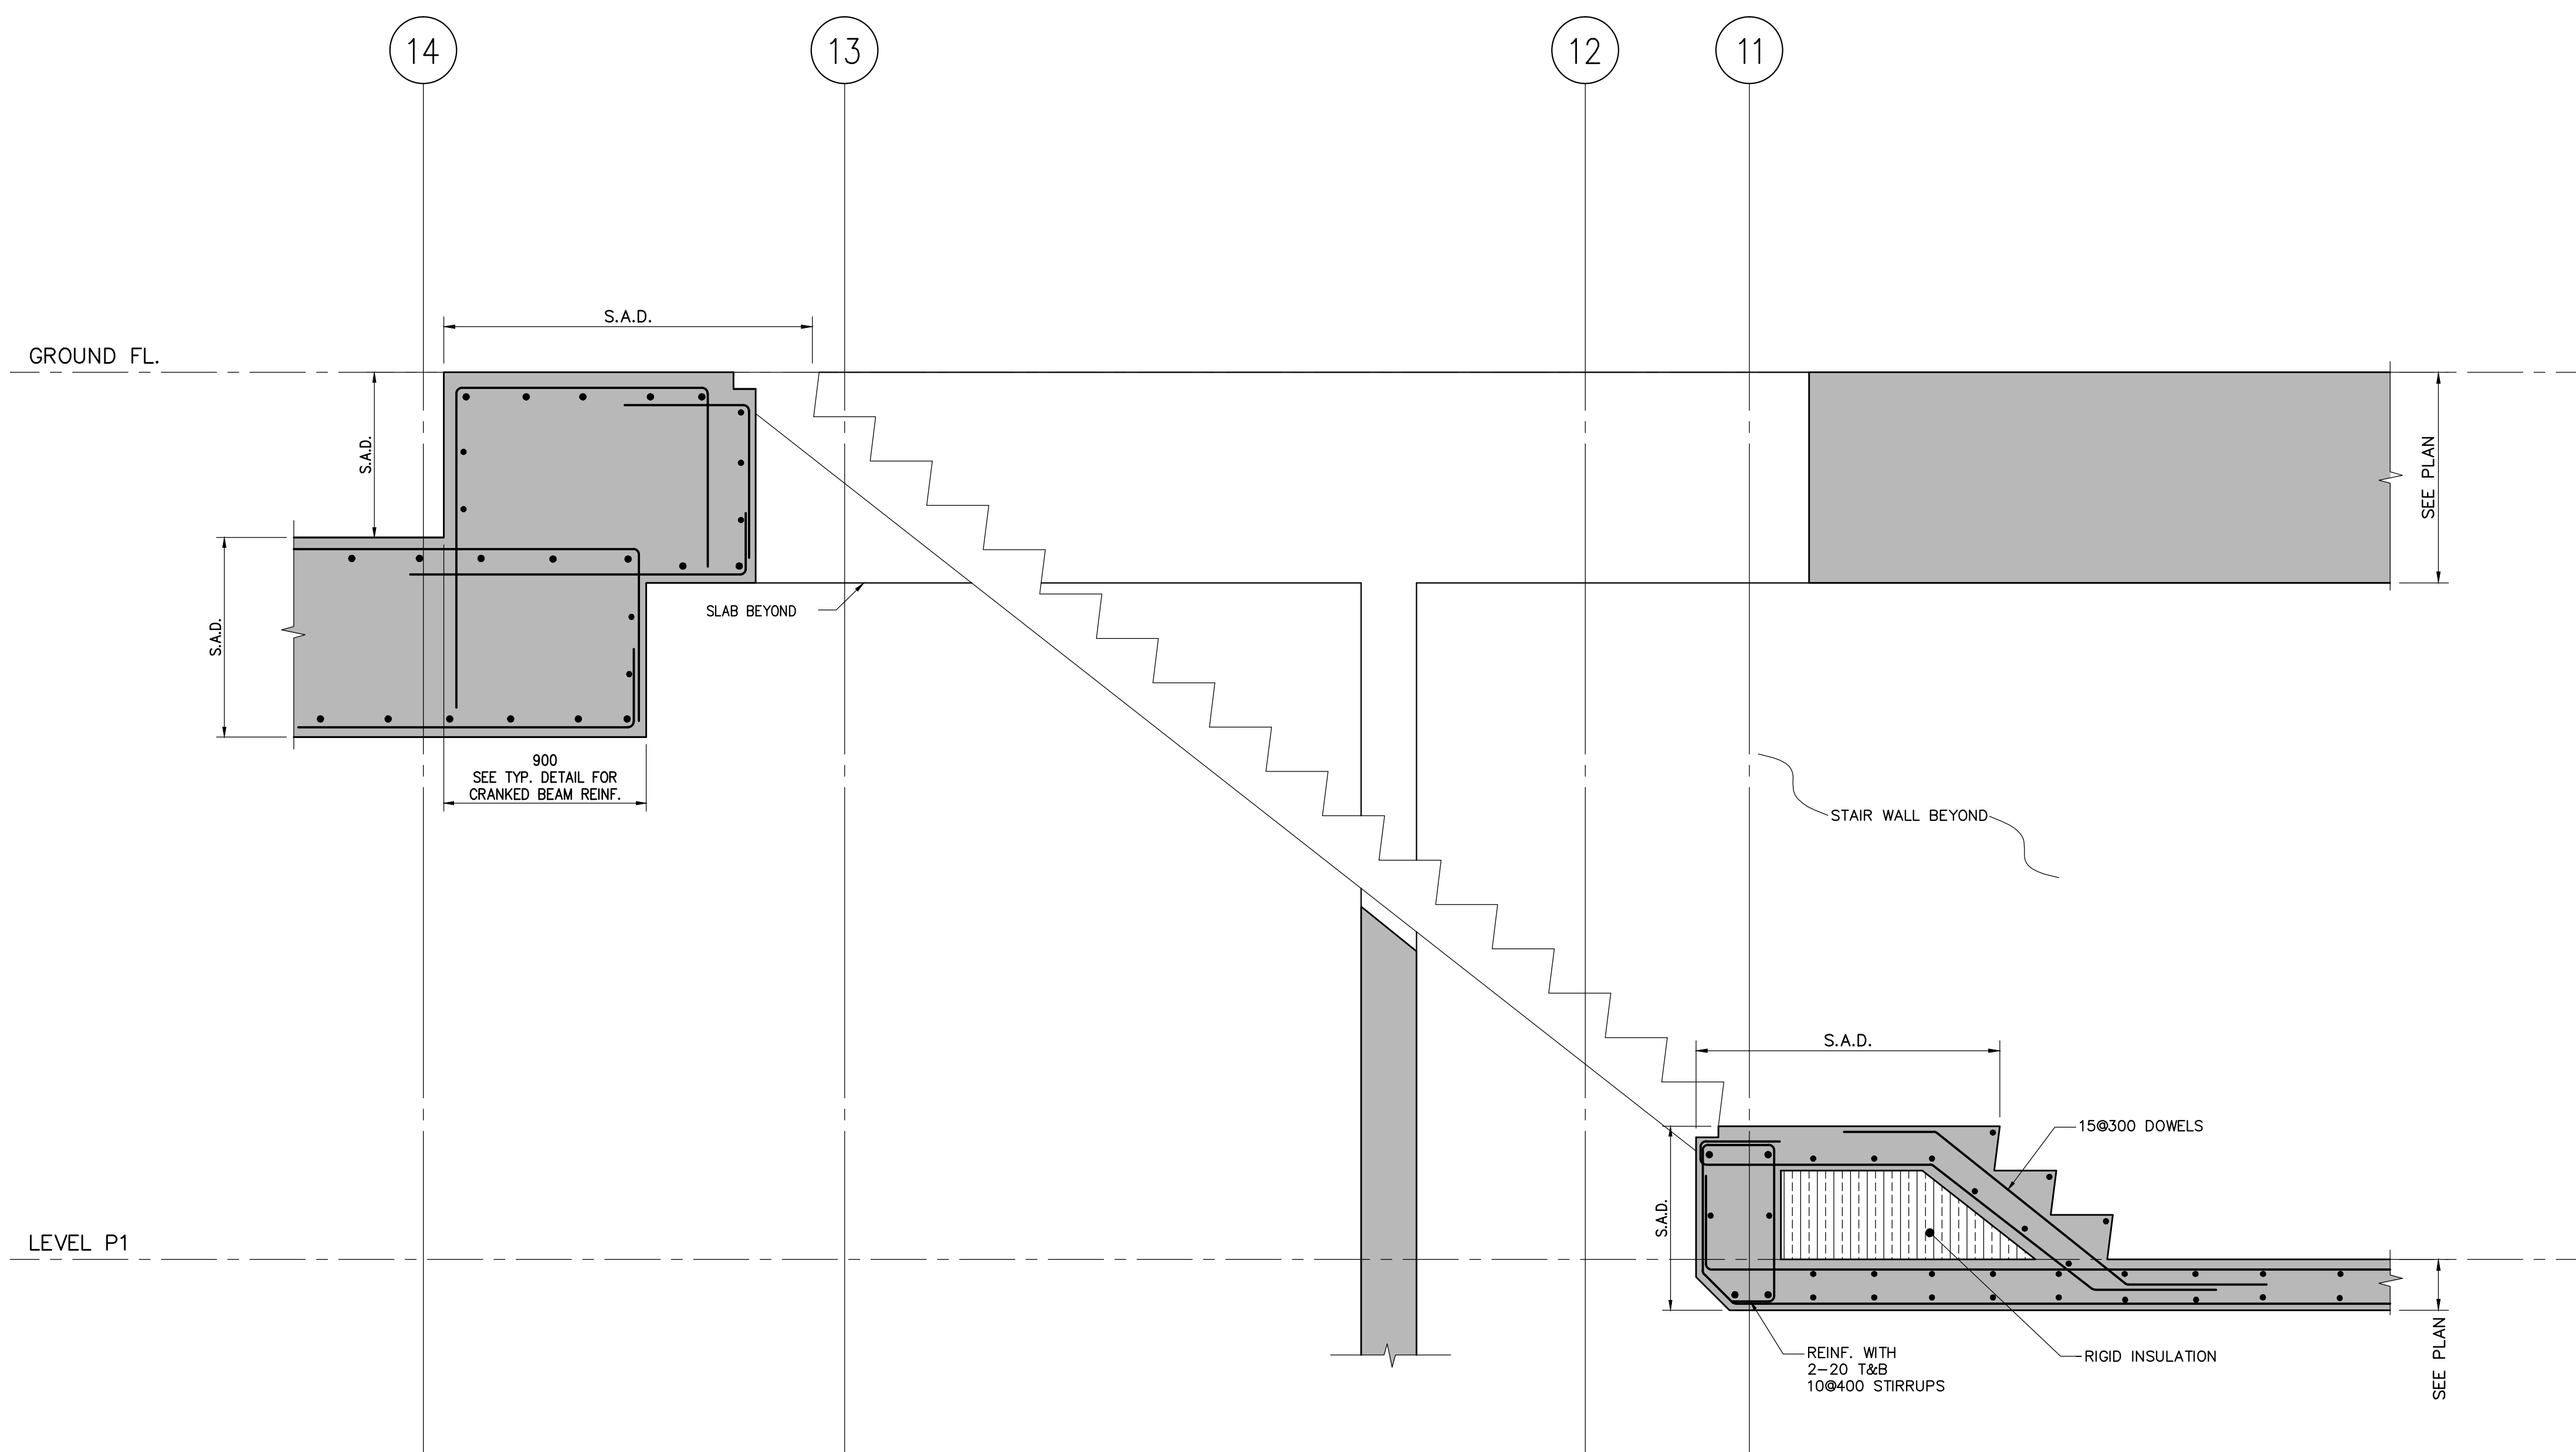 14
13
12
11
S.A.D.
GROUND FL.
S.A.D.
SEE PLAN
SLAB BEYOND
S.A.D.
900
SEE TYP. DETAIL FOR
CRANKED BEAM REINF.
STAIR WALL BEYOND
S.A.D.
15@300 DOWELS
S.A.D.
LEVEL P1
REINF. WITH
2-20 T&B
10@400 STIRRUPS
RIGID INSULATION
SEE PLAN